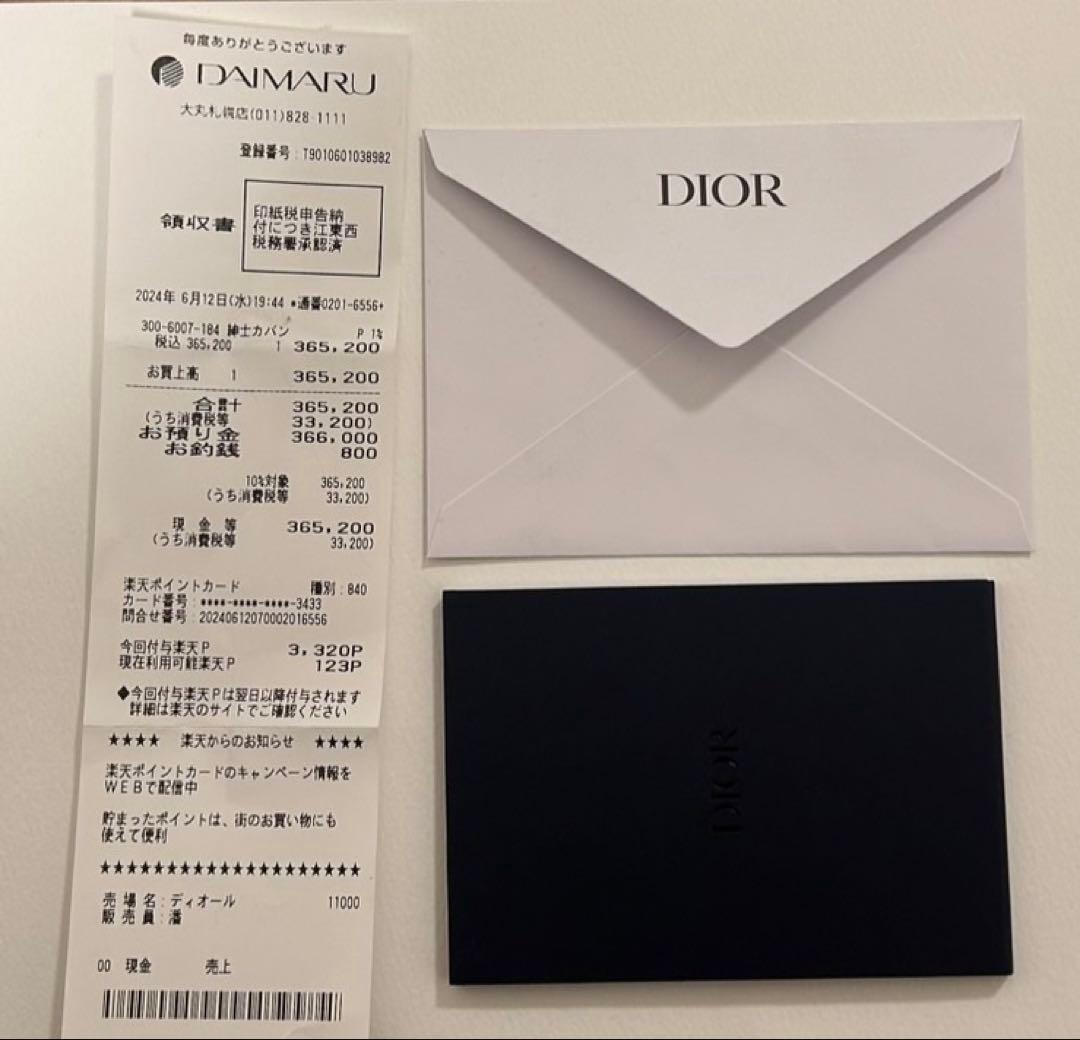 毎度ありがとうございます
DAIMARU
大丸札幌店(011)828-1111
登録番号:T9010601038982
領収書
印紙税申告納
付につき江東西
税務署承認済
2024年 6月12日(水)19:44 *通番0201-6556*
300-6007-184 紳士カバン P 1%
税込 365,200 1 365,200
お買上高 1 365,200
合計 365,200
(うち消費税等 33,200)
お預り金 366,000
お釣銭 800
10%対象 365,200
(うち消費税等 33,200)
現 金 等 365,200
(うち消費税等 33,200)
楽天ポイントカード 種別:840
カード番号:****-****-****-3433
問合せ番号:20240612070002016556
今回付与楽天P 3,320P
現在利用可能楽天P 123P
◆今回付与楽天Pは翌日以降付与されます
詳細は楽天のサイトでご確認ください
★★★★ 楽天からのお知らせ ★★★★
楽天ポイントカードのキャンペーン情報を
WEBで配信中
貯まったポイントは、街のお買い物にも
使えて便利
★★★★★★★★★★★★★★★★★★★★
売 場 名:ディオール 11000
販 売 員:潘
00 現金 売上
DIOR
DIOR